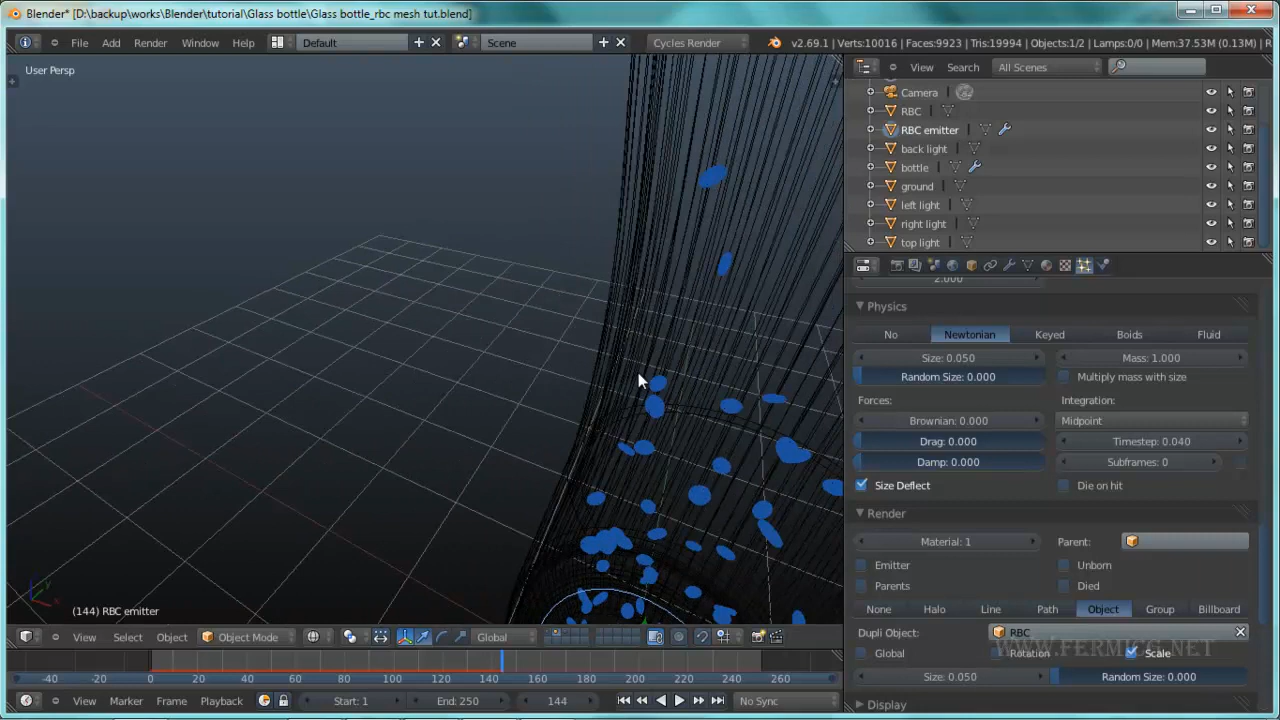 Blender* [D:\backup\works\Blender\tutorial\Glass bottle\Glass bottle_rbc mesh tut.blend]
File Add Render Window Help Default Scene Cycles Render v2.69.1 | Verts:10016 | Faces:9923 | Tris:19994 | Objects:1/2 | Lamps:0/0 | Mem:37.53M (0.13M) | R
User Persp
View Search All Scenes
Camera
RBC
RBC emitter
back light
bottle
ground
left light
right light
top light
2.000
Physics
No Newtonian Keyed Boids Fluid
Size: 0.050 Mass: 1.000
Random Size: 0.000 Multiply mass with size
Forces: Integration:
Brownian: 0.000 Midpoint
Drag: 0.000 Timestep: 0.040
Damp: 0.000 Subframes: 0
Size Deflect Die on hit
Render
Material: 1 Parent:
Emitter Unborn
Parents Died
None Halo Line Path Object Group Billboard
Dupli Object: RBC
WWW.FERMICG.NET
Global Rotation Scale
Size: 0.050 Random Size: 0.000
Display
y
x
(144) RBC emitter
View Select Object Object Mode Global
-40 -20 0 20 40 60 80 100 120 140 160 180 200 220 240 260
View Marker Frame Playback Start: 1 End: 250 144 No Sync